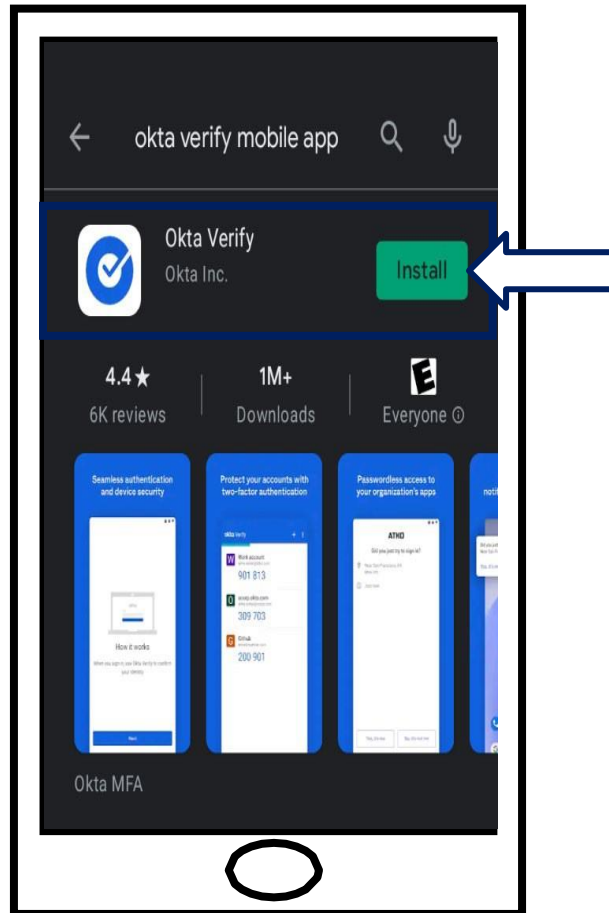 okta verify mobile app
Okta Verify
Okta Inc.
Install
4.4★
6K reviews
1M+
Downloads
E
Everyone
Seamless authentication
and device security
How it works
Protect your accounts with
two-factor authentication
okta verify
W Work account
901 813
O
309 703
G Github
200 901
Passwordless access to
your organization's apps
ATKO
Did you just try to sign in?
notif
Okta MFA